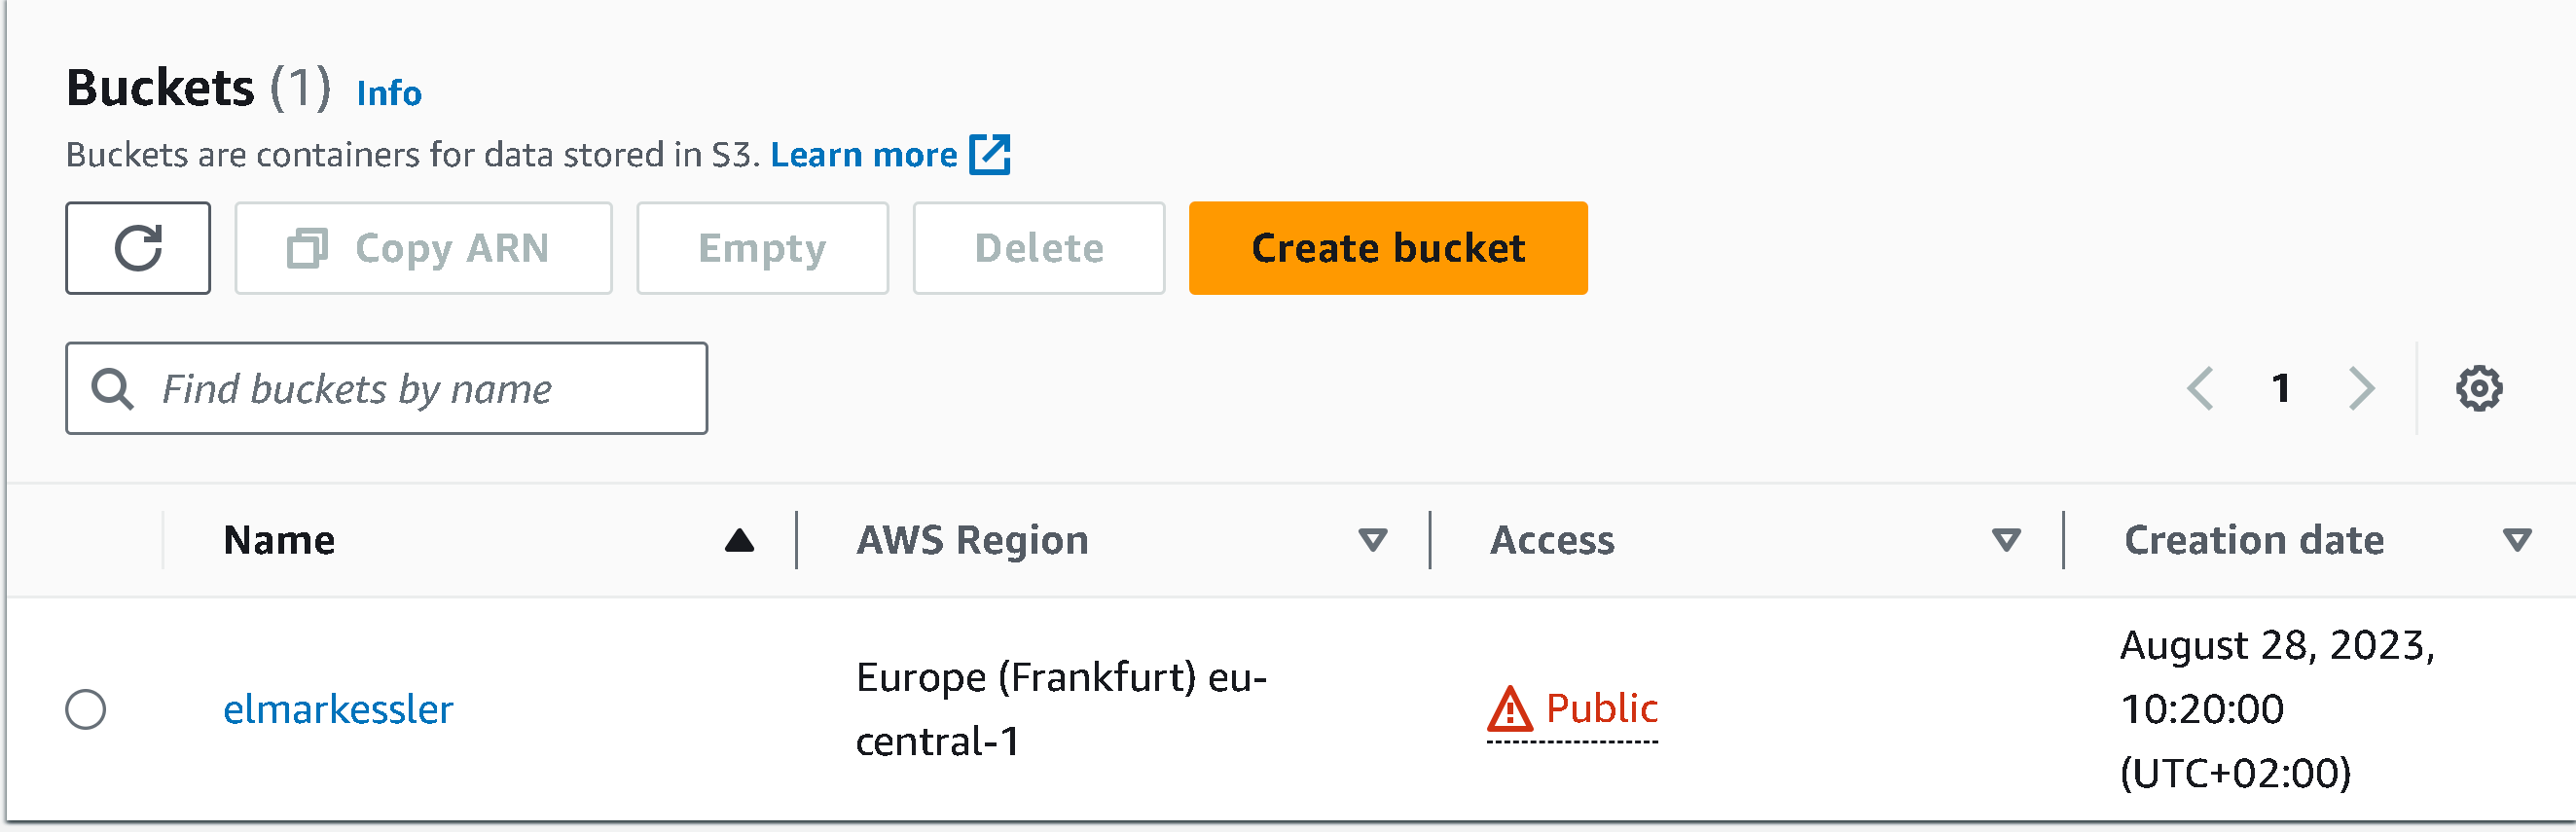 Buckets (1) Info
Buckets are containers for data stored in S3. Learn more
Copy ARN Empty Delete Create bucket
Find buckets by name
1
Name AWS Region Access Creation date
elmarkessler
Europe (Frankfurt) eu-
central-1
Public
August 28, 2023,
10:20:00
(UTC+02:00)